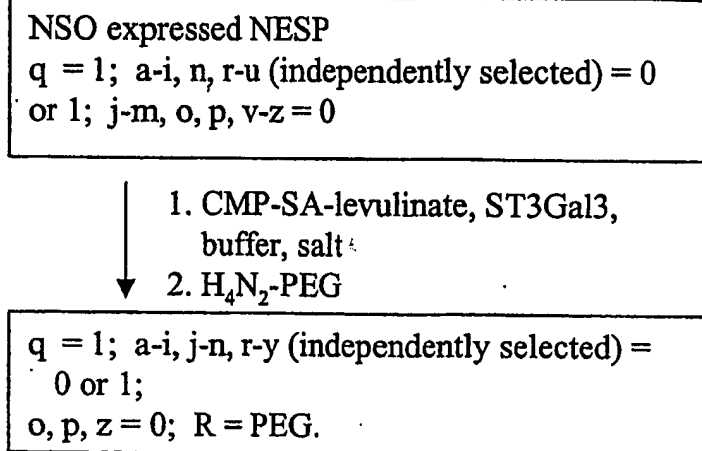 NSO expressed NESP
q = 1; a-i, n, r-u (independently selected) = 0
or 1; j-m, o, p, v-z = 0
1. CMP-SA-levulinate, ST3Gal3,
buffer, salt
2. H₄N₂-PEG
q = 1; a-i, j-n, r-y (independently selected) =
0 or 1;
o, p, z = 0; R = PEG.